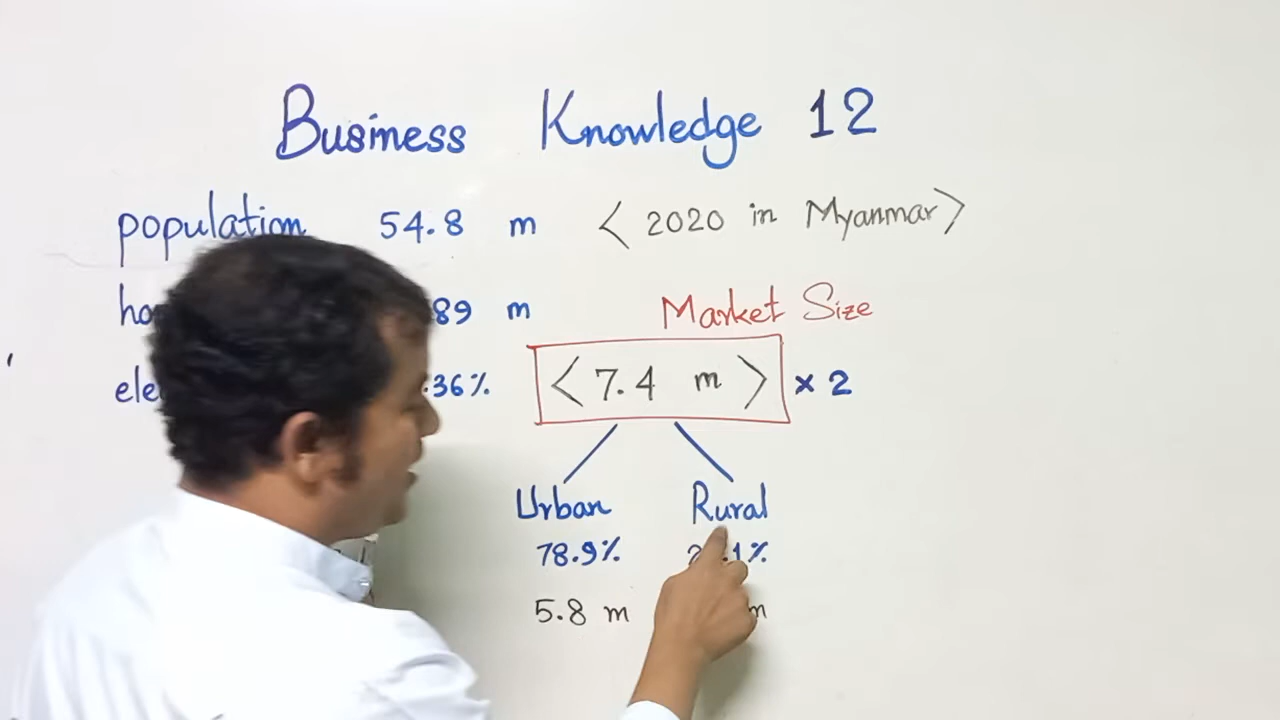 Business Knowledge 12
population 54.8 m < 2020 in Myanmar >
89 m Market Size
.36% < 7.4 m > × 2
Urban Rural
78.9% 1%
5.8 m m